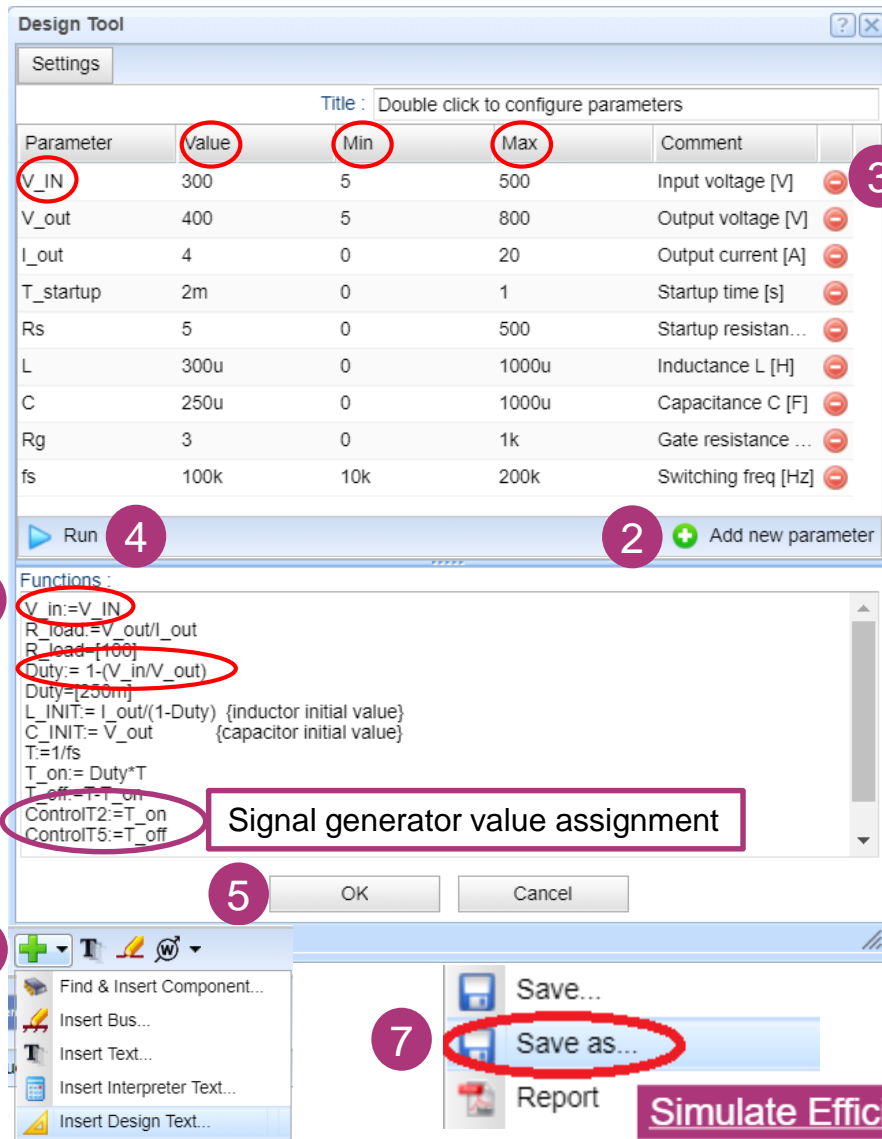 Design Tool
Settings
Title : Double click to configure parameters
Parameter Value Min Max Comment
V_IN 300 5 500 Input voltage [V]
3
V_out 400 5 800 Output voltage [V]
I_out 4 0 20 Output current [A]
T_startup 2m 0 1 Startup time [s]
Rs 5 0 500 Startup resistan...
L 300u 0 1000u Inductance L [H]
C 250u 0 1000u Capacitance C [F]
Rg 3 0 1k Gate resistance ...
fs 100k 10k 200k Switching freq [Hz]
Run 4 2 Add new parameter
Functions :
V_in:=V_IN
R_load:=V_out/I_out
R_load=[100]
Duty:= 1-(V_in/V_out)
Duty=[250m]
L_INIT:= I_out/(1-Duty) {inductor initial value}
C_INIT:= V_out {capacitor initial value}
T:=1/fs
T_on:= Duty*T
T_off:=T-T_on
ControlT2:=T_on
ControlT5:=T_off
Signal generator value assignment
5 OK Cancel
Find & Insert Component...
Insert Bus...
Insert Text...
Insert Interpreter Text...
Insert Design Text...
Save...
7 Save as...
Report
Simulate Effic